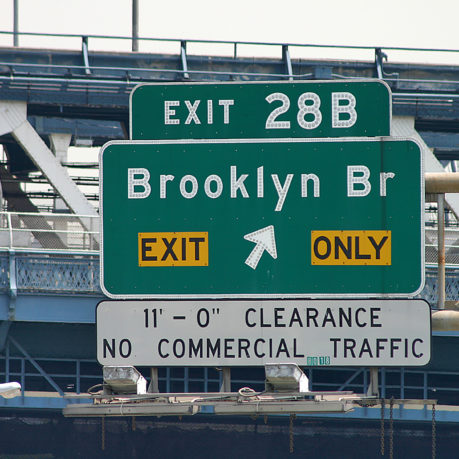 EXIT 28B
Brooklyn Br
EXIT ONLY
11' - 0" CLEARANCE
NO COMMERCIAL TRAFFIC